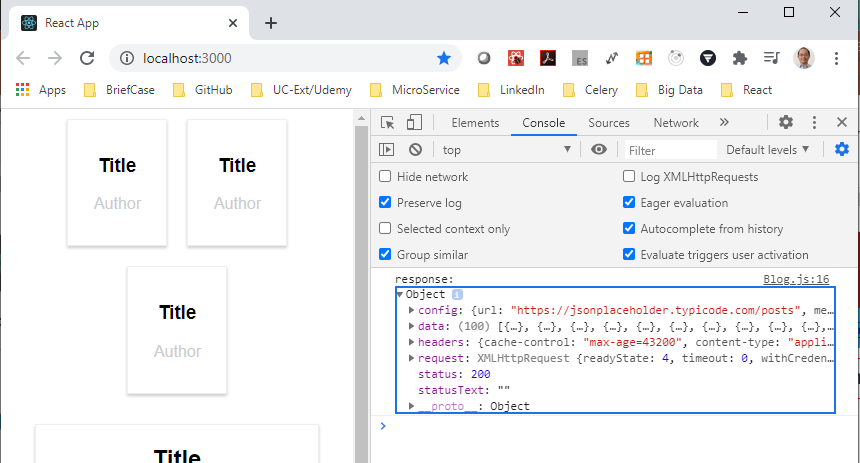 React App
localhost:3000
Apps BriefCase GitHub UC-Ext/Udemy MicroService LinkedIn Celery Big Data React
Title
Author
Title
Author
Title
Author
Title
Elements Console Sources Network »
top Filter Default levels ▼
Hide network Log XMLHttpRequests
Preserve log Eager evaluation
Selected context only Autocomplete from history
Group similar Evaluate triggers user activation
response: Blog.js:16
▼Object i
▶config: {url: "https://jsonplaceholder.typicode.com/posts", me…
▶data: (100) [{…}, {…}, {…}, {…}, {…}, {…}, {…}, {…}, {…}, {…},…
▶headers: {cache-control: "max-age=43200", content-type: "appli…
▶request: XMLHttpRequest {readyState: 4, timeout: 0, withCreden…
status: 200
statusText: ""
▶__proto__: Object
>